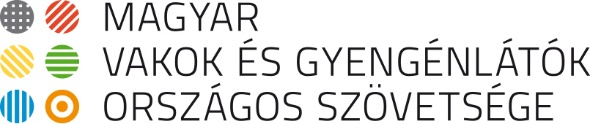 MAGYAR
VAKOK ÉS GYENGÉNLÁTÓK
ORSZÁGOS SZÖVETSÉGE